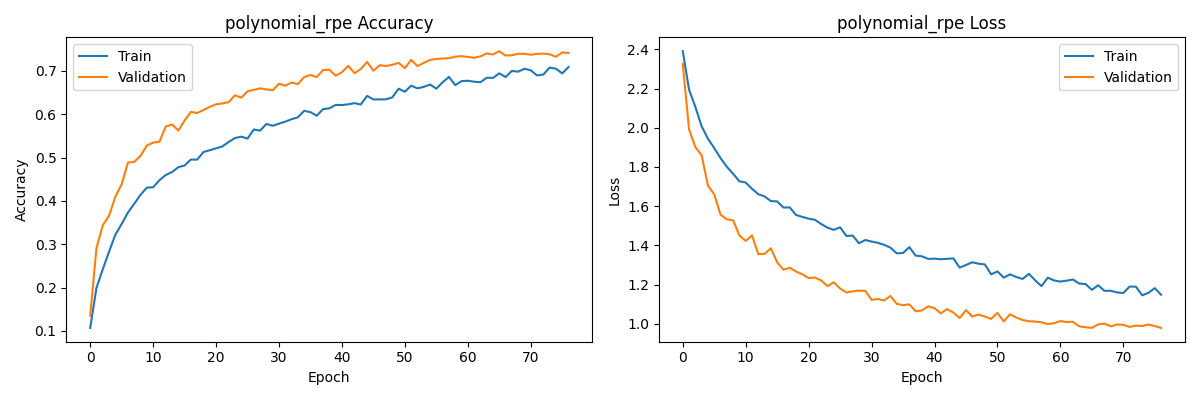 polynomial_rpe Accuracy
Train
Validation
Accuracy
0.7
0.6
0.5
0.4
0.3
0.2
0.1
0 10 20 30 40 50 60 70
Epoch
polynomial_rpe Loss
Train
Validation
Loss
2.4
2.2
2.0
1.8
1.6
1.4
1.2
1.0
0 10 20 30 40 50 60 70
Epoch